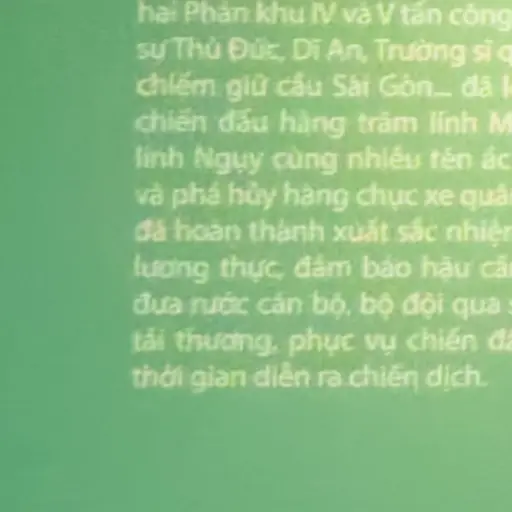 hai Phân khu IV và V tấn công
sự Thủ Đức, Dĩ An, Trường sĩ q
chiếm giữ cầu Sài Gòn... đã l
chiến đấu hàng trăm lính M
lính Ngụy cùng nhiều tên ác
và phá hủy hàng chục xe quâ
đã hoàn thành xuất sắc nhiệm
lương thực, đảm bảo hậu cầ
đưa rước cán bộ, bộ đội qua s
tải thương, phục vụ chiến đấ
thời gian diễn ra chiến dịch.